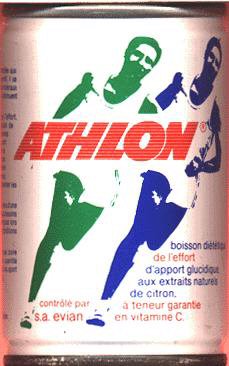 ATHLON®
boisson diététique
de l'effort
d'apport glucidique
aux extraits naturels
de citron.
contrôlé par à teneur garantie
s.a. evian en vitamine C.